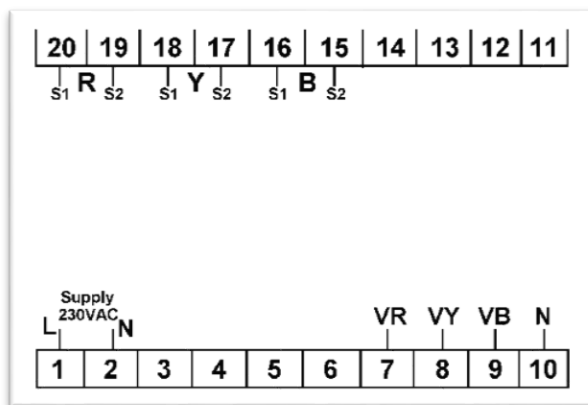 20 19 18 17 16 15 14 13 12 11
S1 R S2 S1 Y S2 S1 B S2
Supply
230VAC
L N VR VY VB N
1 2 3 4 5 6 7 8 9 10